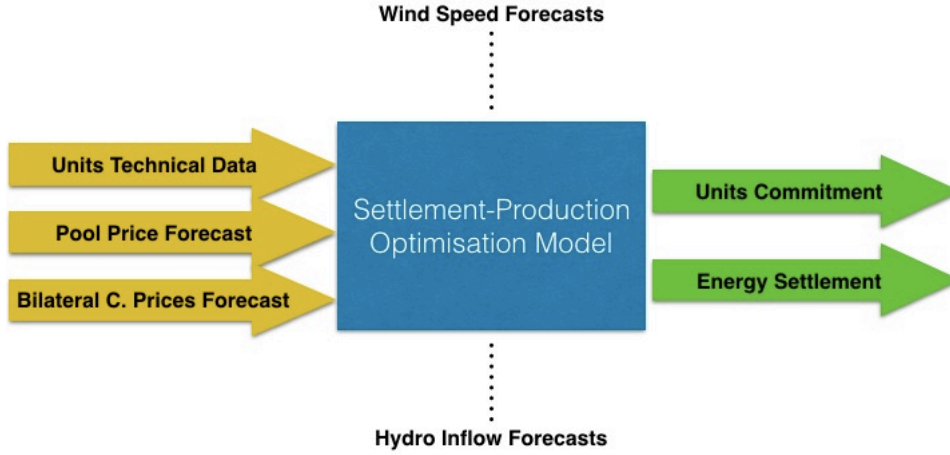 Wind Speed Forecasts
Units Technical Data
Pool Price Forecast
Bilateral C. Prices Forecast
Settlement-Production
Optimisation Model
Units Commitment
Energy Settlement
Hydro Inflow Forecasts